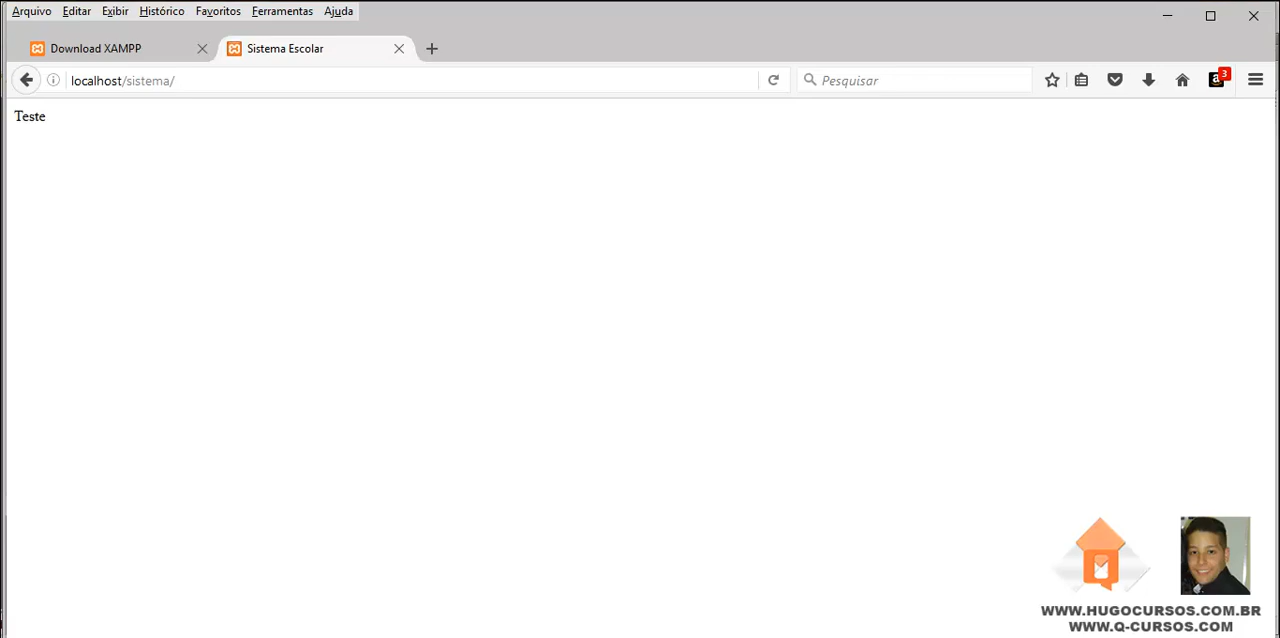 Arquivo Editar Exibir Histórico Favoritos Ferramentas Ajuda
Download XAMPP Sistema Escolar
localhost/sistema/ Pesquisar 3
Teste
WWW.HUGOCURSOS.COM.BR
WWW.Q-CURSOS.COM